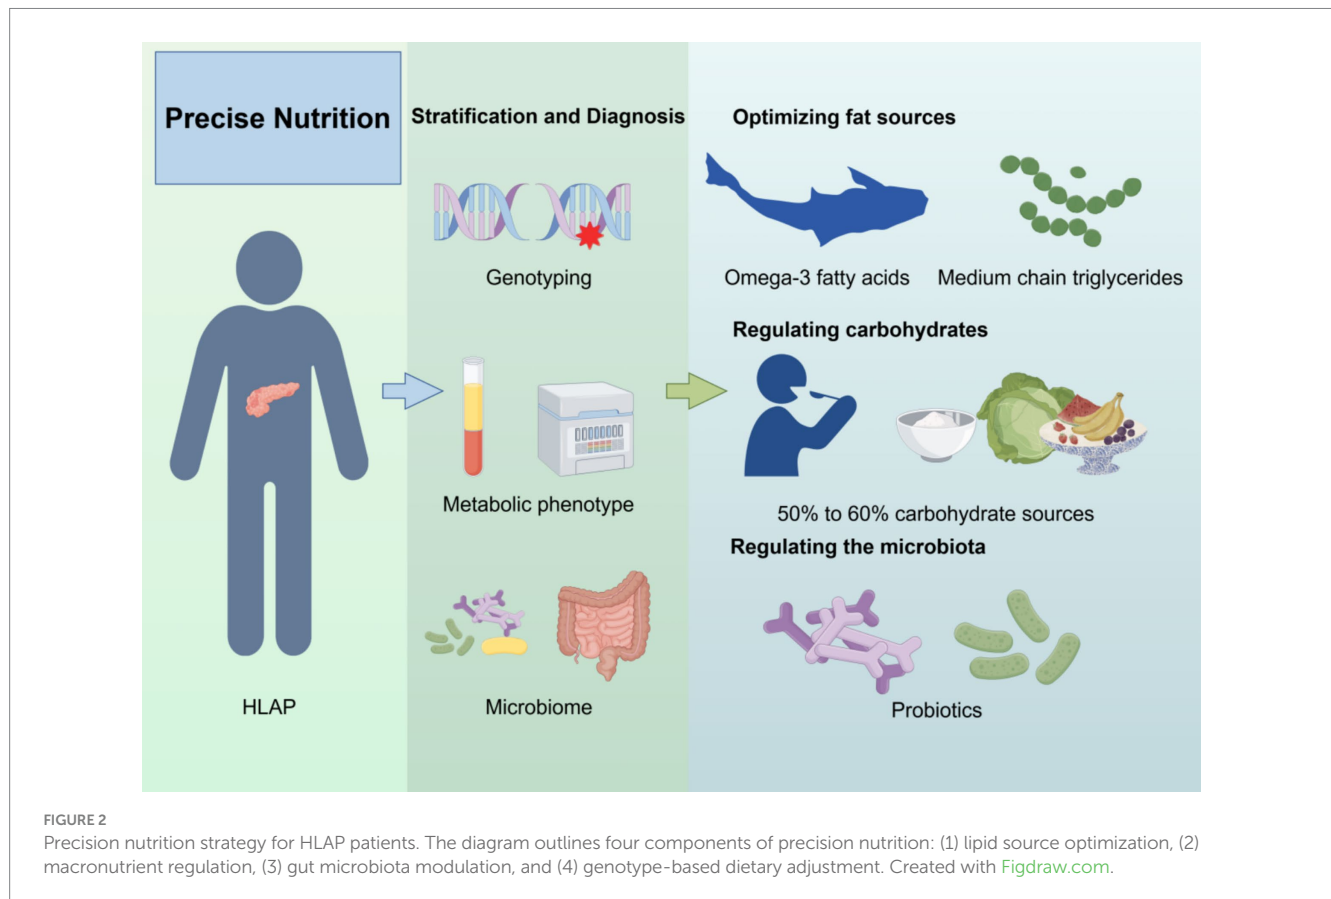 Precise Nutrition
HLAP
Stratification and Diagnosis
Genotyping
Metabolic phenotype
Microbiome
Optimizing fat sources
Omega-3 fatty acids
Medium chain triglycerides
Regulating carbohydrates
50% to 60% carbohydrate sources
Regulating the microbiota
Probiotics
FIGURE 2
Precision nutrition strategy for HLAP patients. The diagram outlines four components of precision nutrition: (1) lipid source optimization, (2)
macronutrient regulation, (3) gut microbiota modulation, and (4) genotype-based dietary adjustment. Created with Figdraw.com.